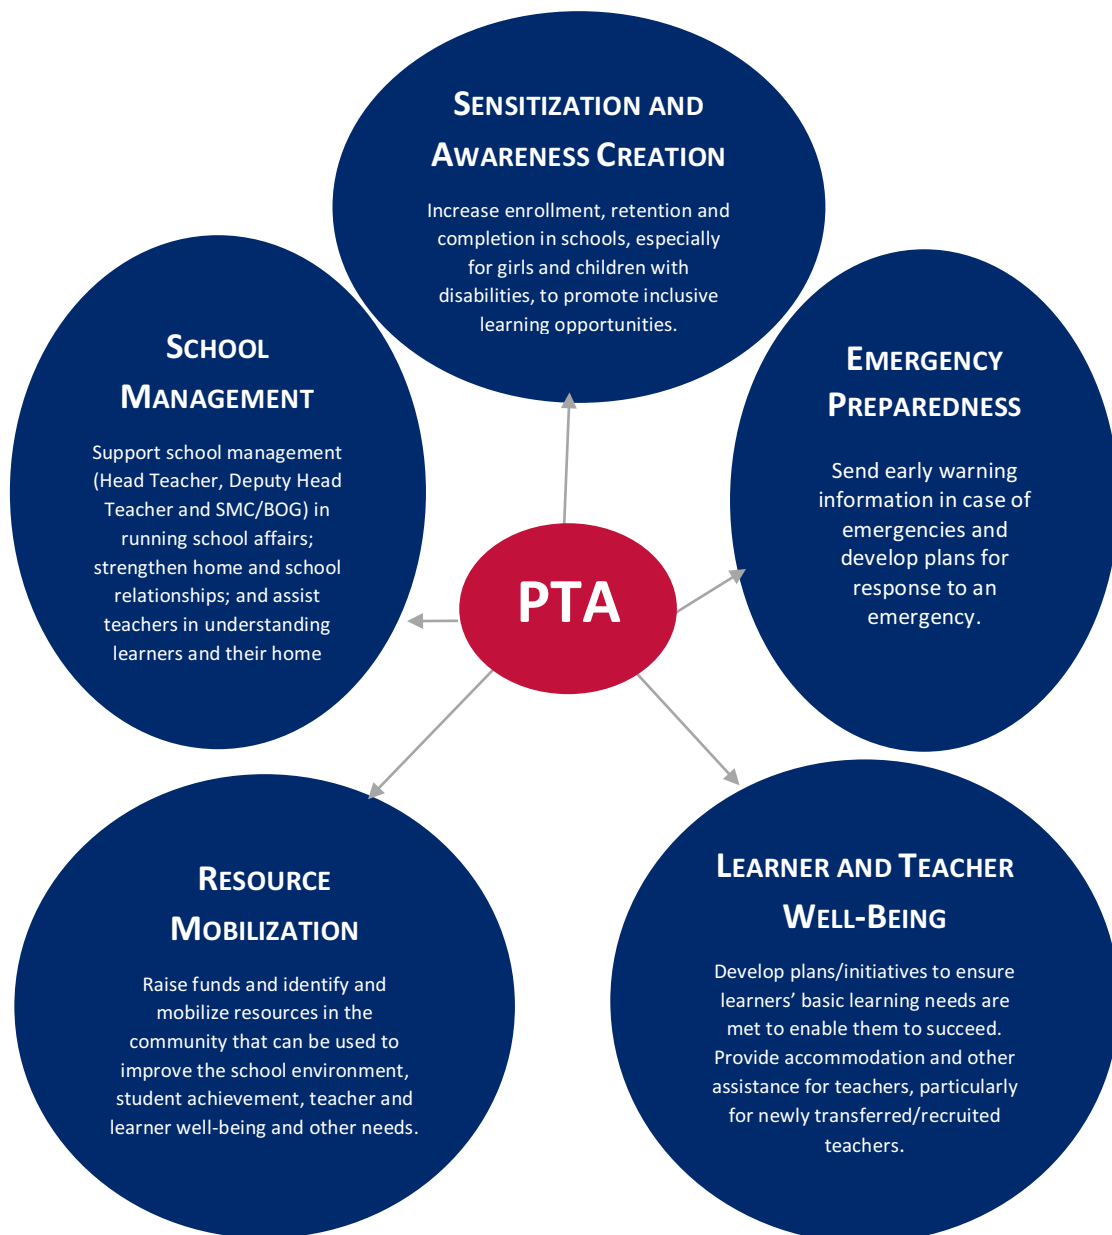 SENSITIZATION AND
AWARENESS CREATION
Increase enrollment, retention and
completion in schools, especially
for girls and children with
disabilities, to promote inclusive
learning opportunities.
SCHOOL
MANAGEMENT
Support school management
(Head Teacher, Deputy Head
Teacher and SMC/BOG) in
running school affairs;
strengthen home and school
relationships; and assist
teachers in understanding
learners and their home
EMERGENCY
PREPAREDNESS
Send early warning
information in case of
emergencies and
develop plans for
response to an
emergency.
PTA
RESOURCE
MOBILIZATION
Raise funds and identify and
mobilize resources in the
community that can be used to
improve the school environment,
student achievement, teacher and
learner well-being and other needs.
LEARNER AND TEACHER
WELL-BEING
Develop plans/initiatives to ensure
learners’ basic learning needs are
met to enable them to succeed.
Provide accommodation and other
assistance for teachers, particularly
for newly transferred/recruited
teachers.